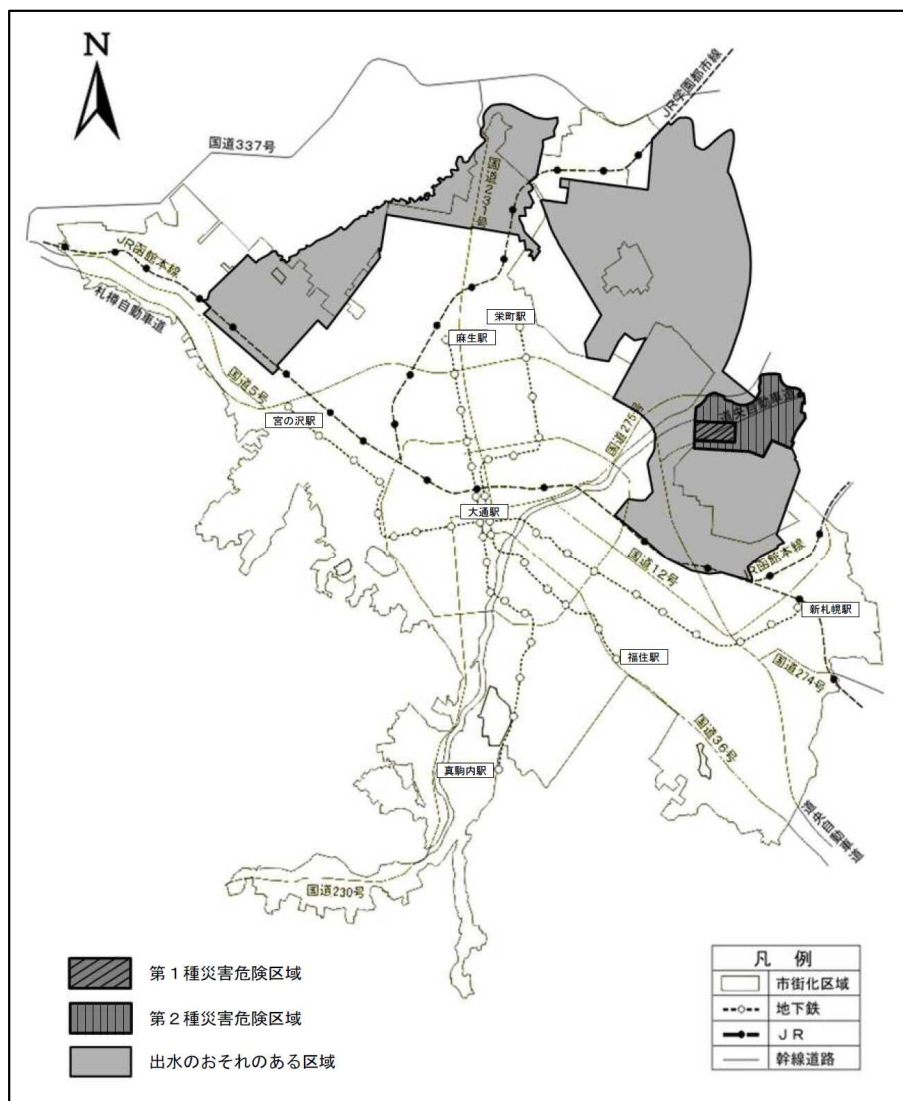 N
JR学園都市線
国道337号
国道231号
JR函館本線
札樽自動車道
栄町駅
麻生駅
国道5号
宮の沢駅
国道275号
道央自動車道
大通駅
国道12号
JR函館本線
新札幌駅
福住駅
国道274号
国道36号
真駒内駅
道央自動車道
国道230号
第1種災害危険区域
第2種災害危険区域
出水のおそれのある区域
凡 例
市街化区域
地下鉄
JR
幹線道路